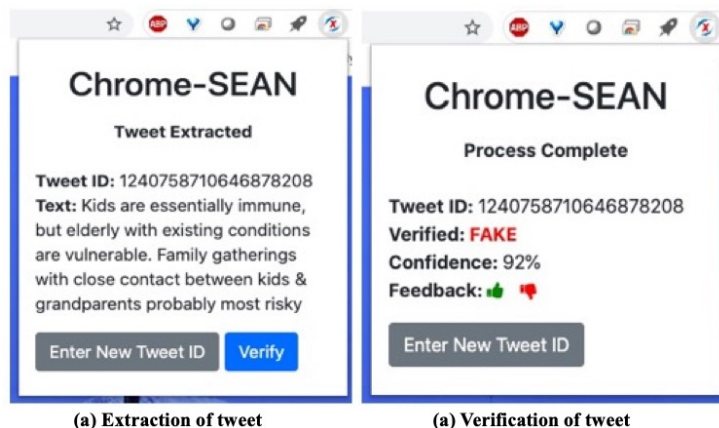 ABP
ABP
Chrome-SEAN
Tweet Extracted
Tweet ID: 1240758710646878208
Text: Kids are essentially immune,
but elderly with existing conditions
are vulnerable. Family gatherings
with close contact between kids &
grandparents probably most risky
Enter New Tweet ID
Verify
(a) Extraction of tweet
Chrome-SEAN
Process Complete
Tweet ID: 1240758710646878208
Verified: FAKE
Confidence: 92%
Feedback:
Enter New Tweet ID
(a) Verification of tweet